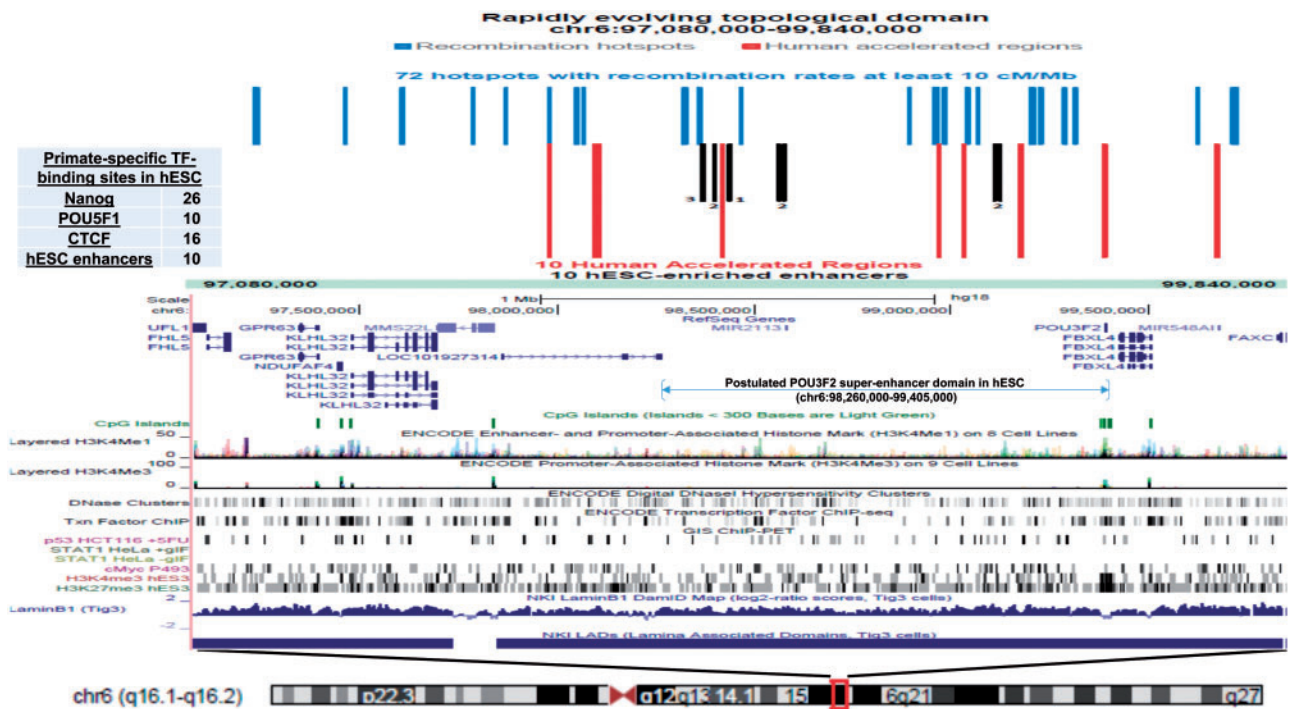 Rapidly evolving topological domain
chr6:97,080,000-99,840,000
Recombination hotspots Human accelerated regions
72 hotspots with recombination rates at least 10 cM/Mb
Primate-specific TF-
binding sites in hESC
Nanog 26
POU5F1 10
CTCF 16
hESC enhancers 10
3 2 1 2 2
10 Human Accelerated Regions
10 hESC-enriched enhancers
97,080,000 99,840,000
Scale 1 Mb hg18
chr6: 97,500,000 98,000,000 98,500,000 99,000,000 99,500,000
RefSeq Genes
UFL1 GPR63 MMS22L MIR2113 POU3F2 MIR548AI FAXC
FHL5 KLHL32 FBXL4
FHL5 KLHL32 FBXL4
GPR63 LOC101927314 FBXL4
NDUFAF4 FBXL4
KLHL32
KLHL32
KLHL32
Postulated POU3F2 super-enhancer domain in hESC
(chr6:98,260,000-99,405,000)
CpG Islands (Islands < 300 Bases are Light Green)
CpG Islands
ENCODE Enhancer- and Promoter-Associated Histone Mark (H3K4Me1) on 8 Cell Lines
50
Layered H3K4Me1
0
ENCODE Promoter-Associated Histone Mark (H3K4Me3) on 9 Cell Lines
100
Layered H3K4Me3
0
ENCODE Digital DNaseI Hypersensitivity Clusters
DNase Clusters
ENCODE Transcription Factor ChIP-seq
Txn Factor ChIP
GIS ChIP-PET
p53 HCT116 +5FU
STAT1 HeLa +gIF
STAT1 HeLa -gIF
cMyc P493
H3K4me3 hES3
H3K27me3 hES3
NKI LaminB1 DamID Map (log2-ratio scores, Tig3 cells)
2
LaminB1 (Tig3)
-2
NKI LADs (Lamina Associated Domains, Tig3 cells)
chr6 (q16.1-q16.2) p22.3 q12 q13 14.1 15 6q21 q27